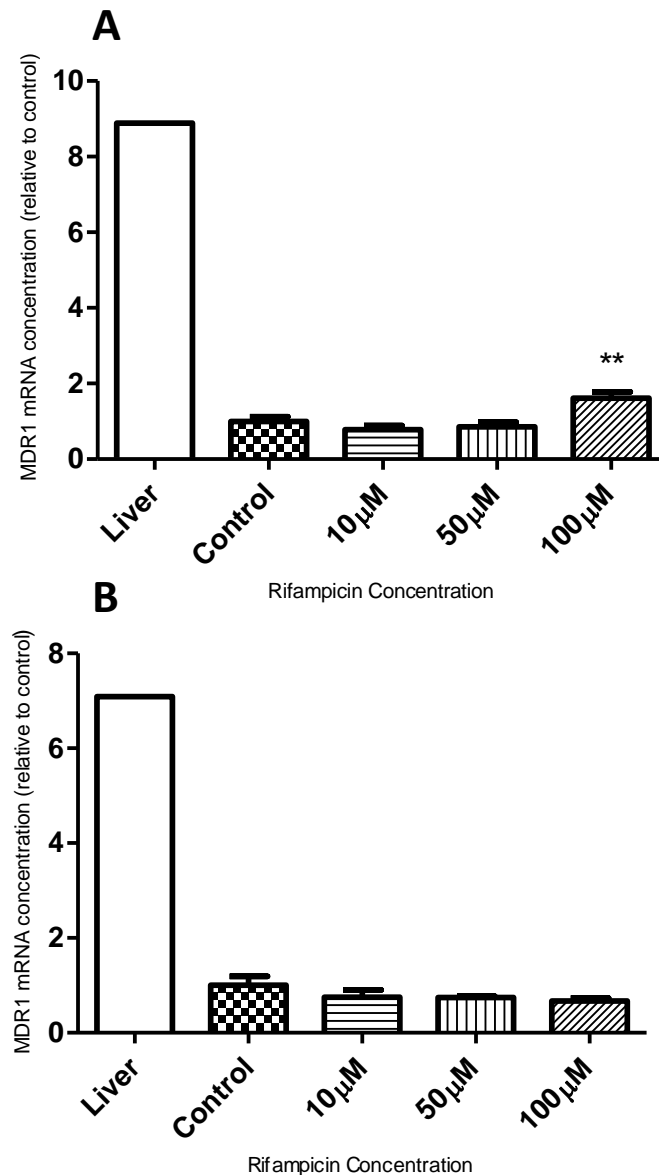 A
MDR1 mRNA concentration (relative to control)
10
8
6
4
2
0
**
Liver
Control
10µM
50µM
100µM
Rifampicin Concentration
B
MDR1 mRNA concentration (relative to control)
8
6
4
2
0
Liver
Control
10µM
50µM
100µM
Rifampicin Concentration